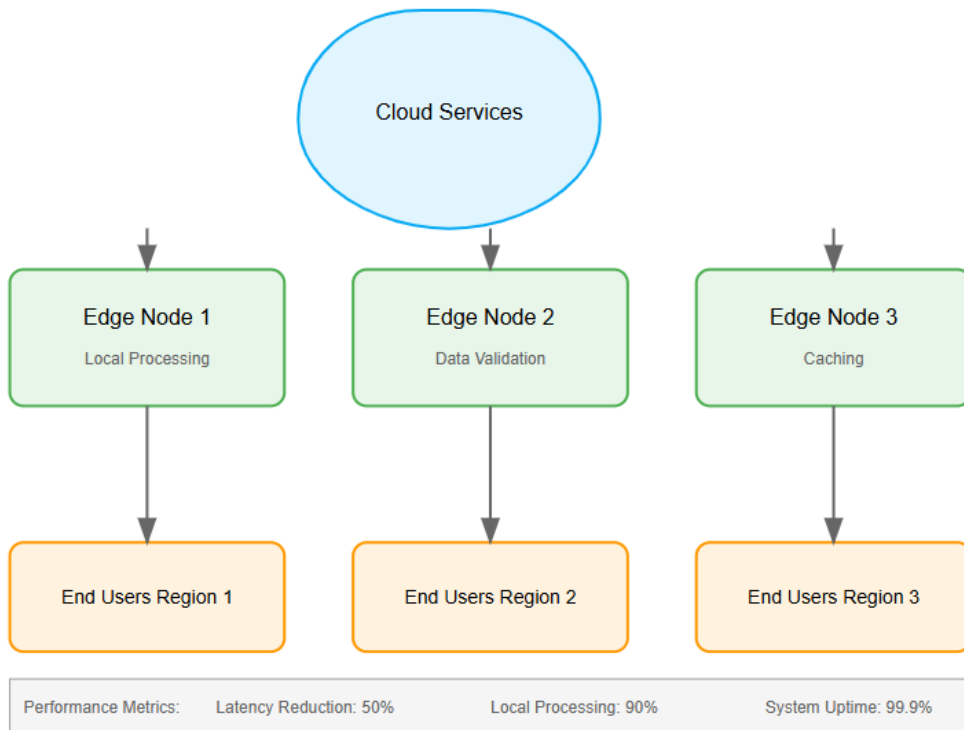 Cloud Services
Edge Node 1
Local Processing
Edge Node 2
Data Validation
Edge Node 3
Caching
End Users Region 1
End Users Region 2
End Users Region 3
Performance Metrics: Latency Reduction: 50% Local Processing: 90% System Uptime: 99.9%